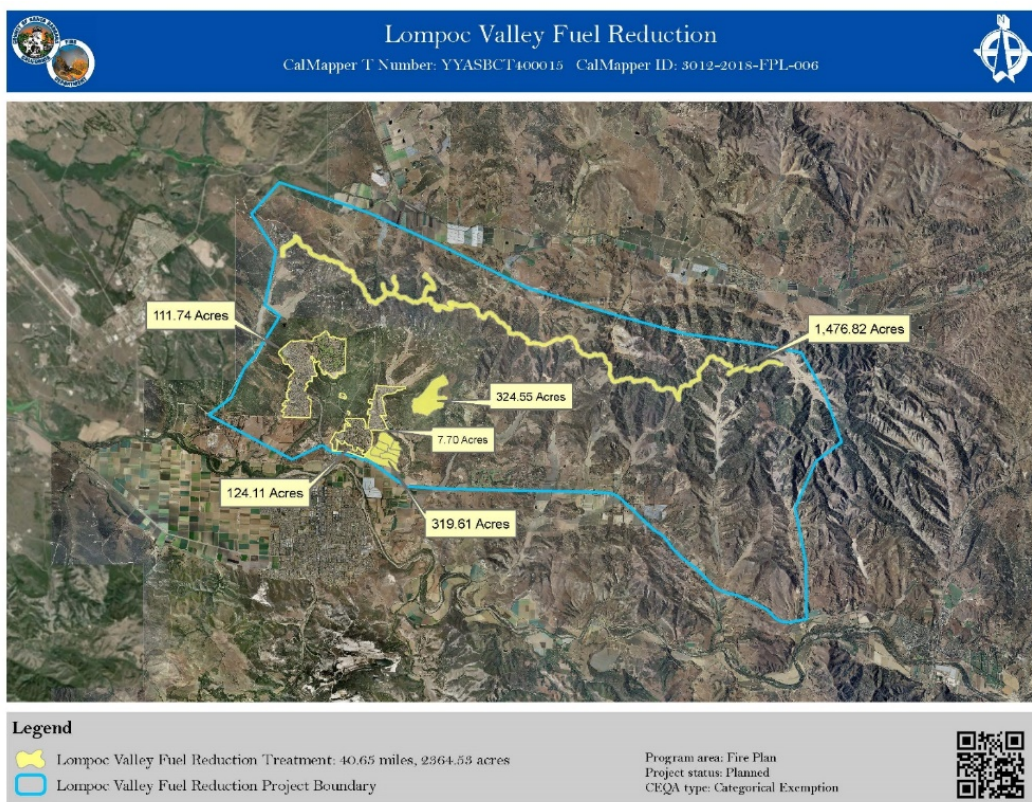 Lompoc Valley Fuel Reduction
CalMapper T Number: YYASBCT400015 CalMapper ID: 3012-2018-FPL-006
111.74 Acres
1,476.82 Acres
324.55 Acres
7.70 Acres
124.11 Acres
319.61 Acres
Legend
Lompoc Valley Fuel Reduction Treatment: 40.65 miles, 2364.53 acres
Lompoc Valley Fuel Reduction Project Boundary
Program area: Fire Plan
Project status: Planned
CEQA type: Categorical Exemption